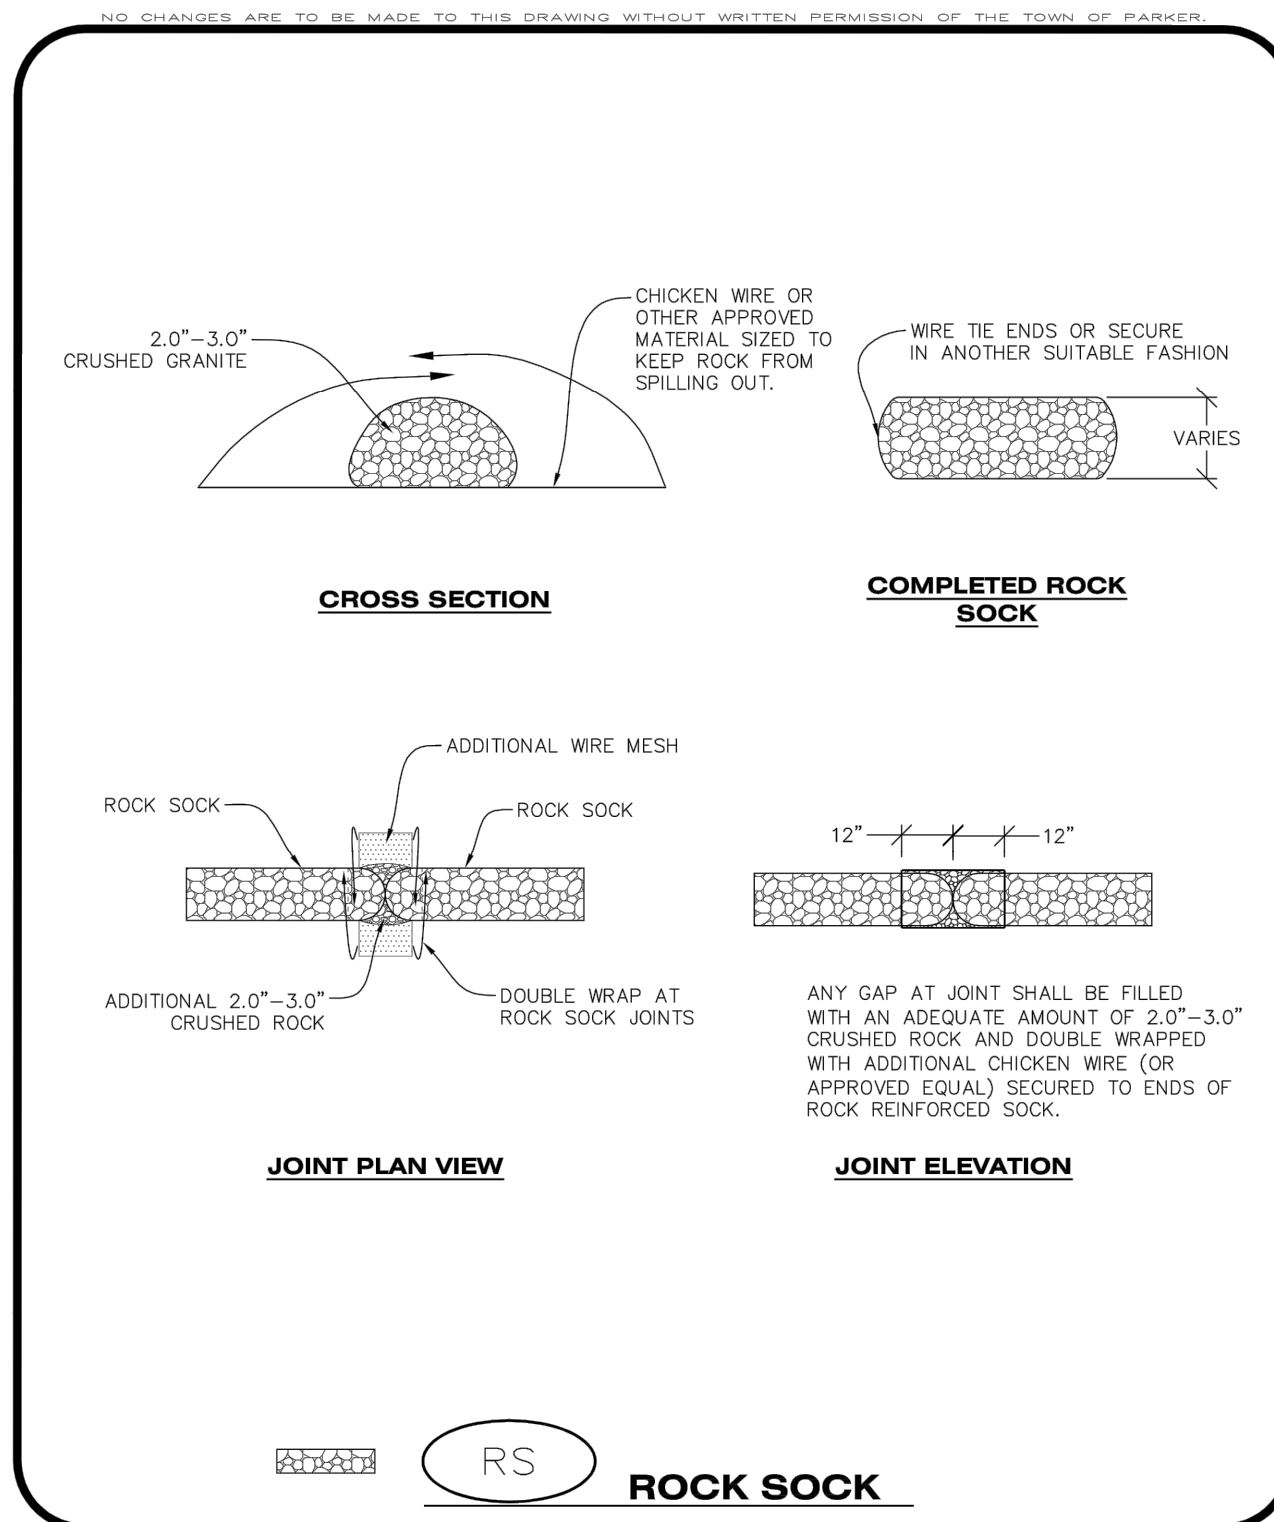 NO CHANGES ARE TO BE MADE TO THIS DRAWING WITHOUT WRITTEN PERMISSION OF THE TOWN OF PARKER.
2.0"–3.0"
CRUSHED GRANITE
CHICKEN WIRE OR
OTHER APPROVED
MATERIAL SIZED TO
KEEP ROCK FROM
SPILLING OUT.
CROSS SECTION
WIRE TIE ENDS OR SECURE
IN ANOTHER SUITABLE FASHION
VARIES
COMPLETED ROCK
SOCK
ADDITIONAL WIRE MESH
ROCK SOCK
ROCK SOCK
ADDITIONAL 2.0"–3.0"
CRUSHED ROCK
DOUBLE WRAP AT
ROCK SOCK JOINTS
JOINT PLAN VIEW
12"
12"
ANY GAP AT JOINT SHALL BE FILLED
WITH AN ADEQUATE AMOUNT OF 2.0"–3.0"
CRUSHED ROCK AND DOUBLE WRAPPED
WITH ADDITIONAL CHICKEN WIRE (OR
APPROVED EQUAL) SECURED TO ENDS OF
ROCK REINFORCED SOCK.
JOINT ELEVATION
RS
ROCK SOCK